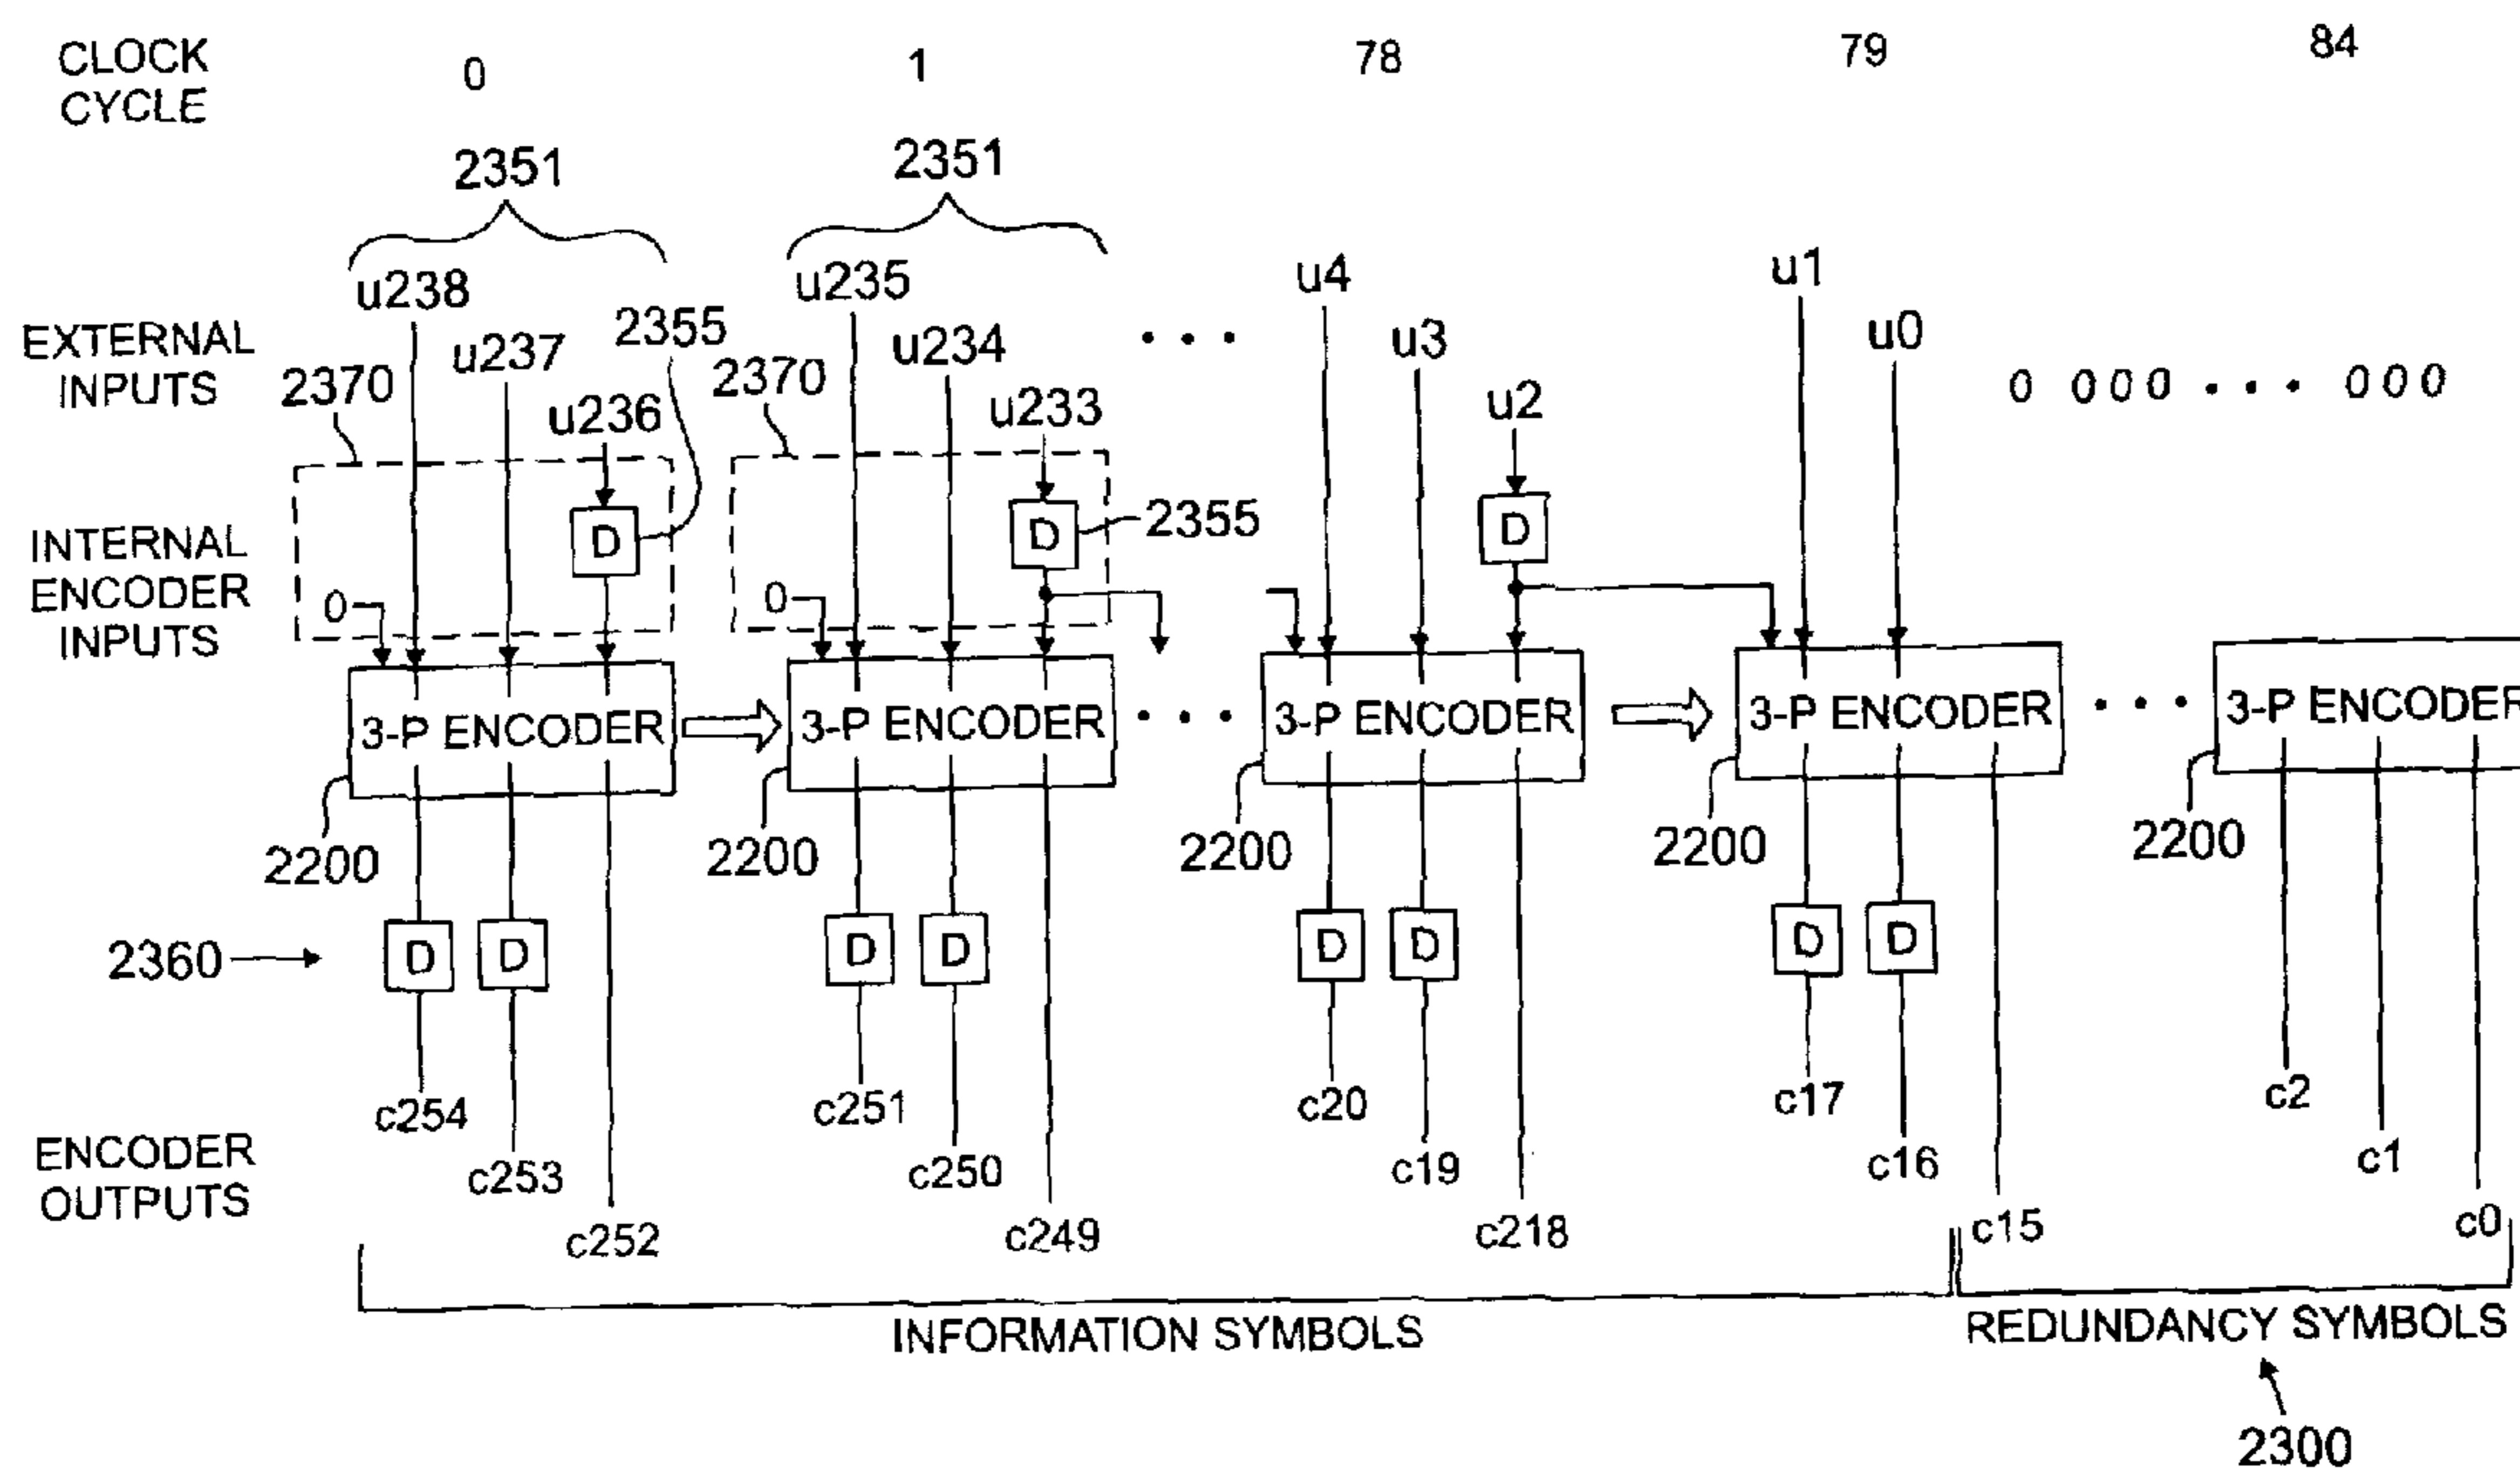 CLOCK
CYCLE
0
1
78
79
84
2351
2351
EXTERNAL
INPUTS
u238
u237
u236
2355
2370
u235
u234
u233
2370
2355
. . .
u4
u3
u2
u1
u0
0 000 . . . 000
INTERNAL
ENCODER
INPUTS
0
D
0
D
D
3-P ENCODER
3-P ENCODER
. . .
3-P ENCODER
3-P ENCODER
. . .
3-P ENCODER
2200
2200
2200
2200
2200
2360
D
D
D
D
D
D
D
D
ENCODER
OUTPUTS
c254
c253
c252
c251
c250
c249
c20
c19
c218
c17
c16
c15
c2
c1
c0
INFORMATION SYMBOLS
REDUNDANCY SYMBOLS
2300